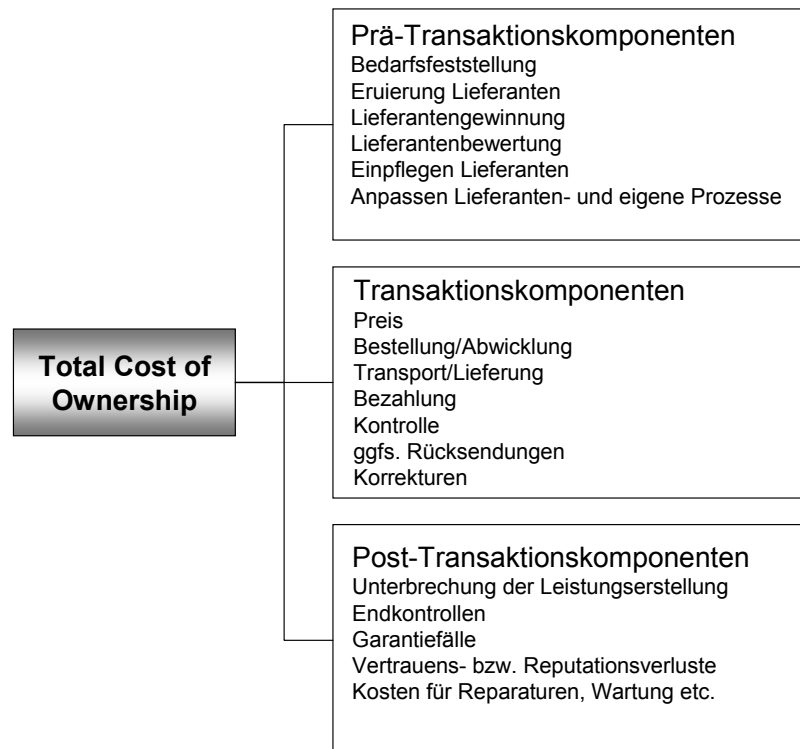 Prä-Transaktionskomponenten
Bedarfsfeststellung
Eruierung Lieferanten
Lieferantengewinnung
Lieferantenbewertung
Einpflegen Lieferanten
Anpassen Lieferanten- und eigene Prozesse
Total Cost of
Ownership
Transaktionskomponenten
Preis
Bestellung/Abwicklung
Transport/Lieferung
Bezahlung
Kontrolle
ggfs. Rücksendungen
Korrekturen
Post-Transaktionskomponenten
Unterbrechung der Leistungserstellung
Endkontrollen
Garantiefälle
Vertrauens- bzw. Reputationsverluste
Kosten für Reparaturen, Wartung etc.